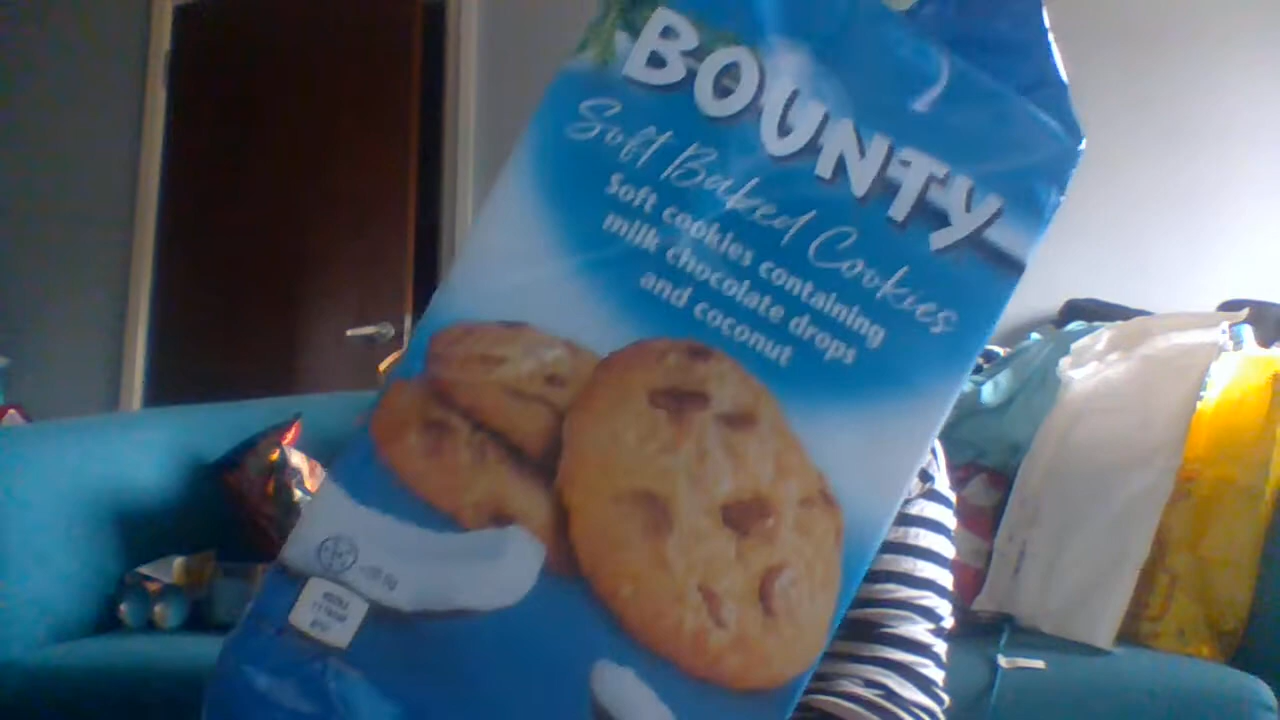 BOUNTY
Soft Baked Cookies
Soft cookies containing
milk chocolate drops
and coconut